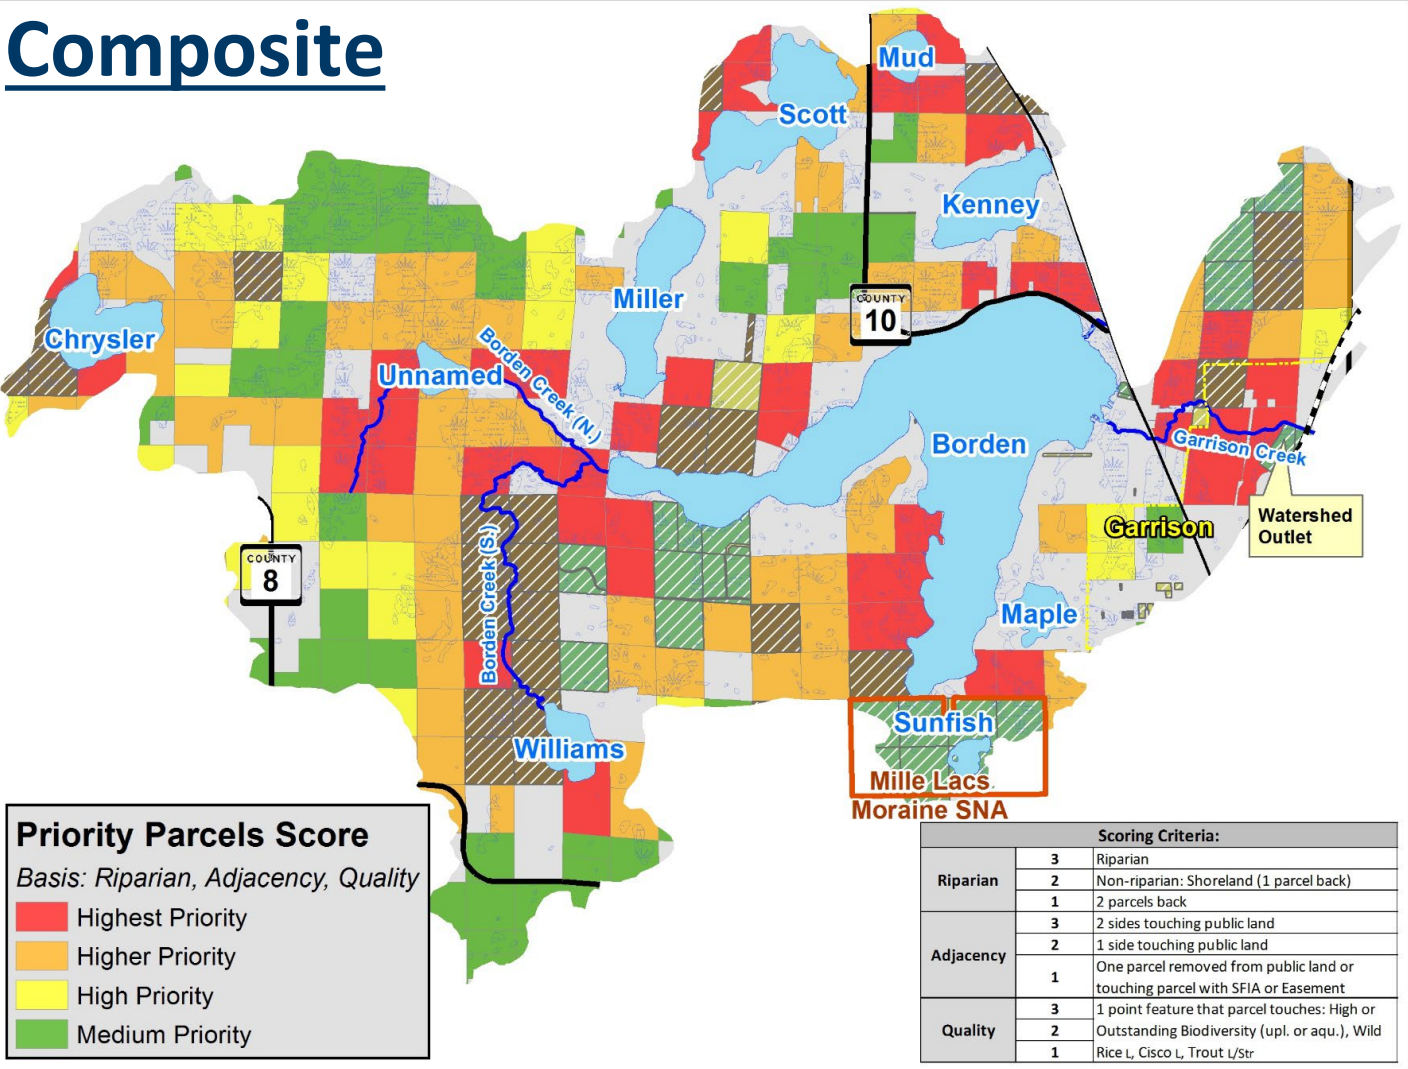 Composite
Mud
Scott
Kenney
Miller
COUNTY
10
Chrysler
Unnamed
Borden Creek (N.)
Borden
Garrison Creek
Watershed
Outlet
Garrison
COUNTY
8
Borden Creek (S.)
Maple
Sunfish
Williams
Mille Lacs
Moraine SNA
Priority Parcels Score
Basis: Riparian, Adjacency, Quality
Highest Priority
Higher Priority
High Priority
Medium Priority
Scoring Criteria:
Riparian
3 Riparian
2 Non-riparian: Shoreland (1 parcel back)
1 2 parcels back
Adjacency
3 2 sides touching public land
2 1 side touching public land
1 One parcel removed from public land or
touching parcel with SFIA or Easement
Quality
3 1 point feature that parcel touches: High or
2 Outstanding Biodiversity (upl. or aqu.), Wild
1 Rice L, Cisco L, Trout L/Str